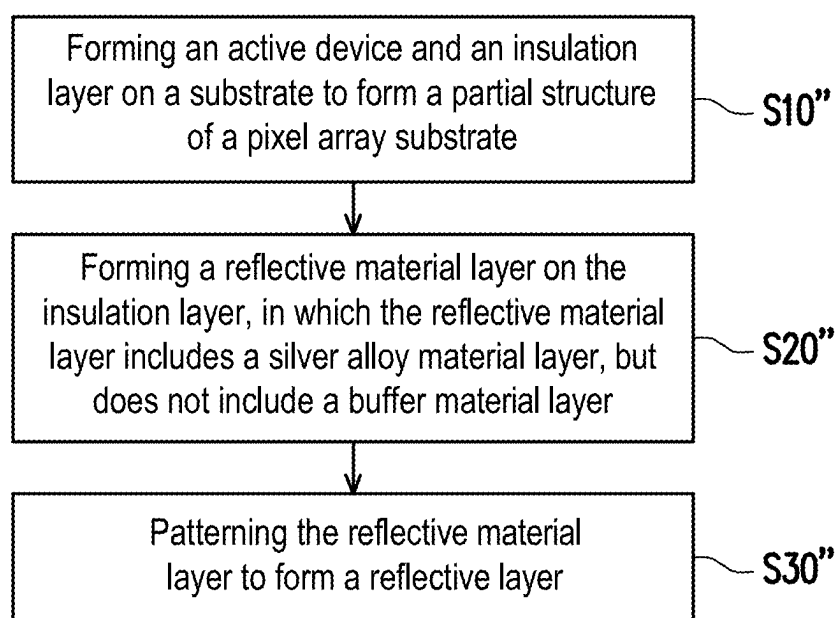 Forming an active device and an insulation
layer on a substrate to form a partial structure
of a pixel array substrate
S10”
Forming a reflective material layer on the
insulation layer, in which the reflective material
layer includes a silver alloy material layer, but
does not include a buffer material layer
S20”
Patterning the reflective material
layer to form a reflective layer
S30”